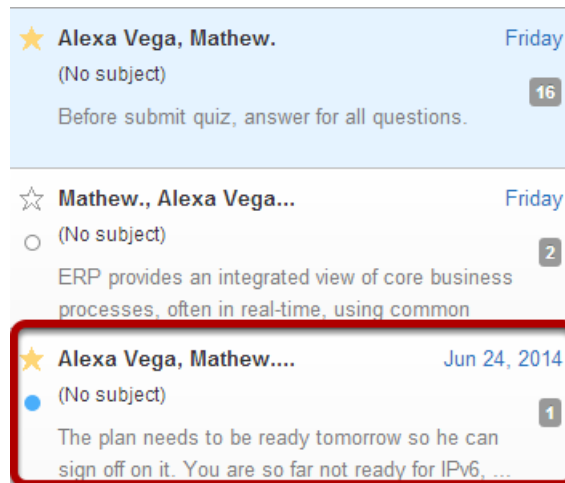 Alexa Vega, Mathew. Friday
(No subject)
16
Before submit quiz, answer for all questions.
Mathew., Alexa Vega... Friday
(No subject)
2
ERP provides an integrated view of core business
processes, often in real-time, using common
Alexa Vega, Mathew.... Jun 24, 2014
(No subject)
1
The plan needs to be ready tomorrow so he can
sign off on it. You are so far not ready for IPv6, ...